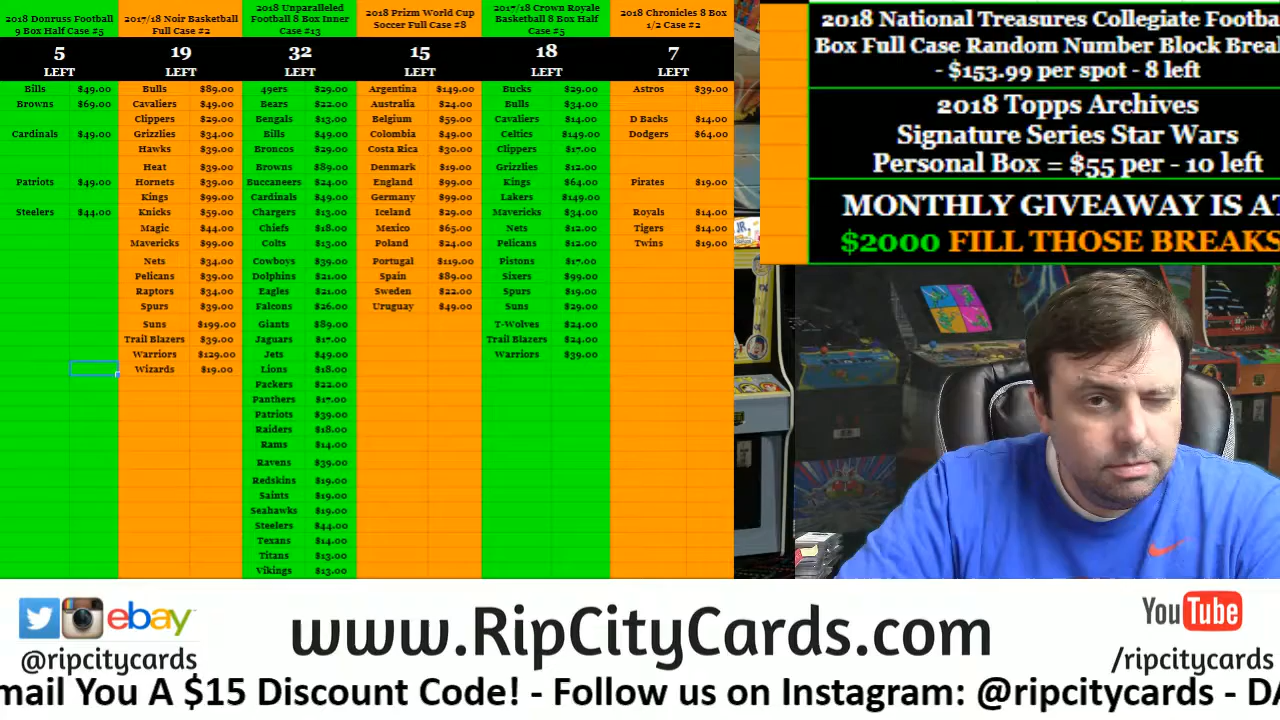 2018 Donruss Football
9 Box Half Case #5
5
LEFT
Bills $49.00
Browns $69.00
Cardinals $49.00
Patriots $49.00
Steelers $44.00
2017/18 Noir Basketball
Full Case #2
19
LEFT
Bulls $89.00
Cavaliers $49.00
Clippers $29.00
Grizzlies $34.00
Hawks $39.00
Heat $39.00
Hornets $39.00
Kings $99.00
Knicks $59.00
Magic $44.00
Mavericks $99.00
Nets $34.00
Pelicans $39.00
Raptors $34.00
Spurs $39.00
Suns $199.00
Trail Blazers $39.00
Warriors $129.00
Wizards $19.00
2018 Unparalleled
Football 8 Box Inner
Case #13
32
LEFT
49ers $29.00
Bears $22.00
Bengals $13.00
Bills $49.00
Broncos $29.00
Browns $89.00
Buccaneers $24.00
Cardinals $49.00
Chargers $13.00
Chiefs $18.00
Colts $13.00
Cowboys $39.00
Dolphins $21.00
Eagles $21.00
Falcons $26.00
Giants $89.00
Jaguars $17.00
Jets $49.00
Lions $18.00
Packers $22.00
Panthers $17.00
Patriots $39.00
Raiders $18.00
Rams $14.00
Ravens $39.00
Redskins $19.00
Saints $19.00
Seahawks $19.00
Steelers $44.00
Texans $14.00
Titans $13.00
Vikings $13.00
2018 Prizm World Cup
Soccer Full Case #8
15
LEFT
Argentina $149.00
Australia $24.00
Belgium $59.00
Colombia $49.00
Costa Rica $30.00
Denmark $19.00
England $99.00
Germany $99.00
Iceland $29.00
Mexico $65.00
Poland $24.00
Portugal $119.00
Spain $89.00
Sweden $22.00
Uruguay $49.00
2017/18 Crown Royale
Basketball 8 Box Half
Case #5
18
LEFT
Bucks $29.00
Bulls $34.00
Cavaliers $14.00
Celtics $149.00
Clippers $17.00
Grizzlies $12.00
Kings $64.00
Lakers $149.00
Mavericks $34.00
Nets $12.00
Pelicans $12.00
Pistons $17.00
Sixers $99.00
Spurs $19.00
Suns $29.00
T-Wolves $24.00
Trail Blazers $24.00
Warriors $39.00
2018 Chronicles 8 Box
1/2 Case #2
7
LEFT
Astros $39.00
D Backs $14.00
Dodgers $64.00
Pirates $19.00
Royals $14.00
Tigers $14.00
Twins $19.00
2018 National Treasures Collegiate Footba
Box Full Case Random Number Block Brea
- $153.99 per spot - 8 left
2018 Topps Archives
Signature Series Star Wars
Personal Box = $55 per - 10 left
MONTHLY GIVEAWAY IS AT
$2000 FILL THOSE BREAKS
JR,
ebay
@ripcitycards
www.RipCityCards.com
YouTube
/ripcitycards
mail You A $15 Discount Code! - Follow us on Instagram: @ripcitycards - DA